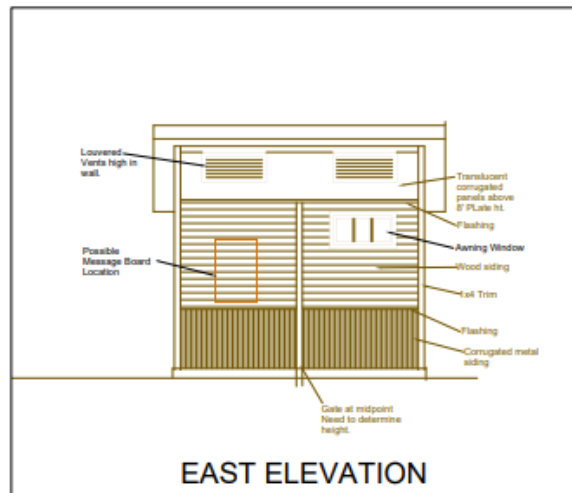 Louvered
Vents high in
wall.
Translucent
corrugated
panels above
8' PLate ht.
Flashing
Awning Window
Possible
Message Board
Location
Wood siding
1x4 Trim
Flashing
Corrugated metal
siding
Gate at midpoint
Need to determine
height.
EAST ELEVATION